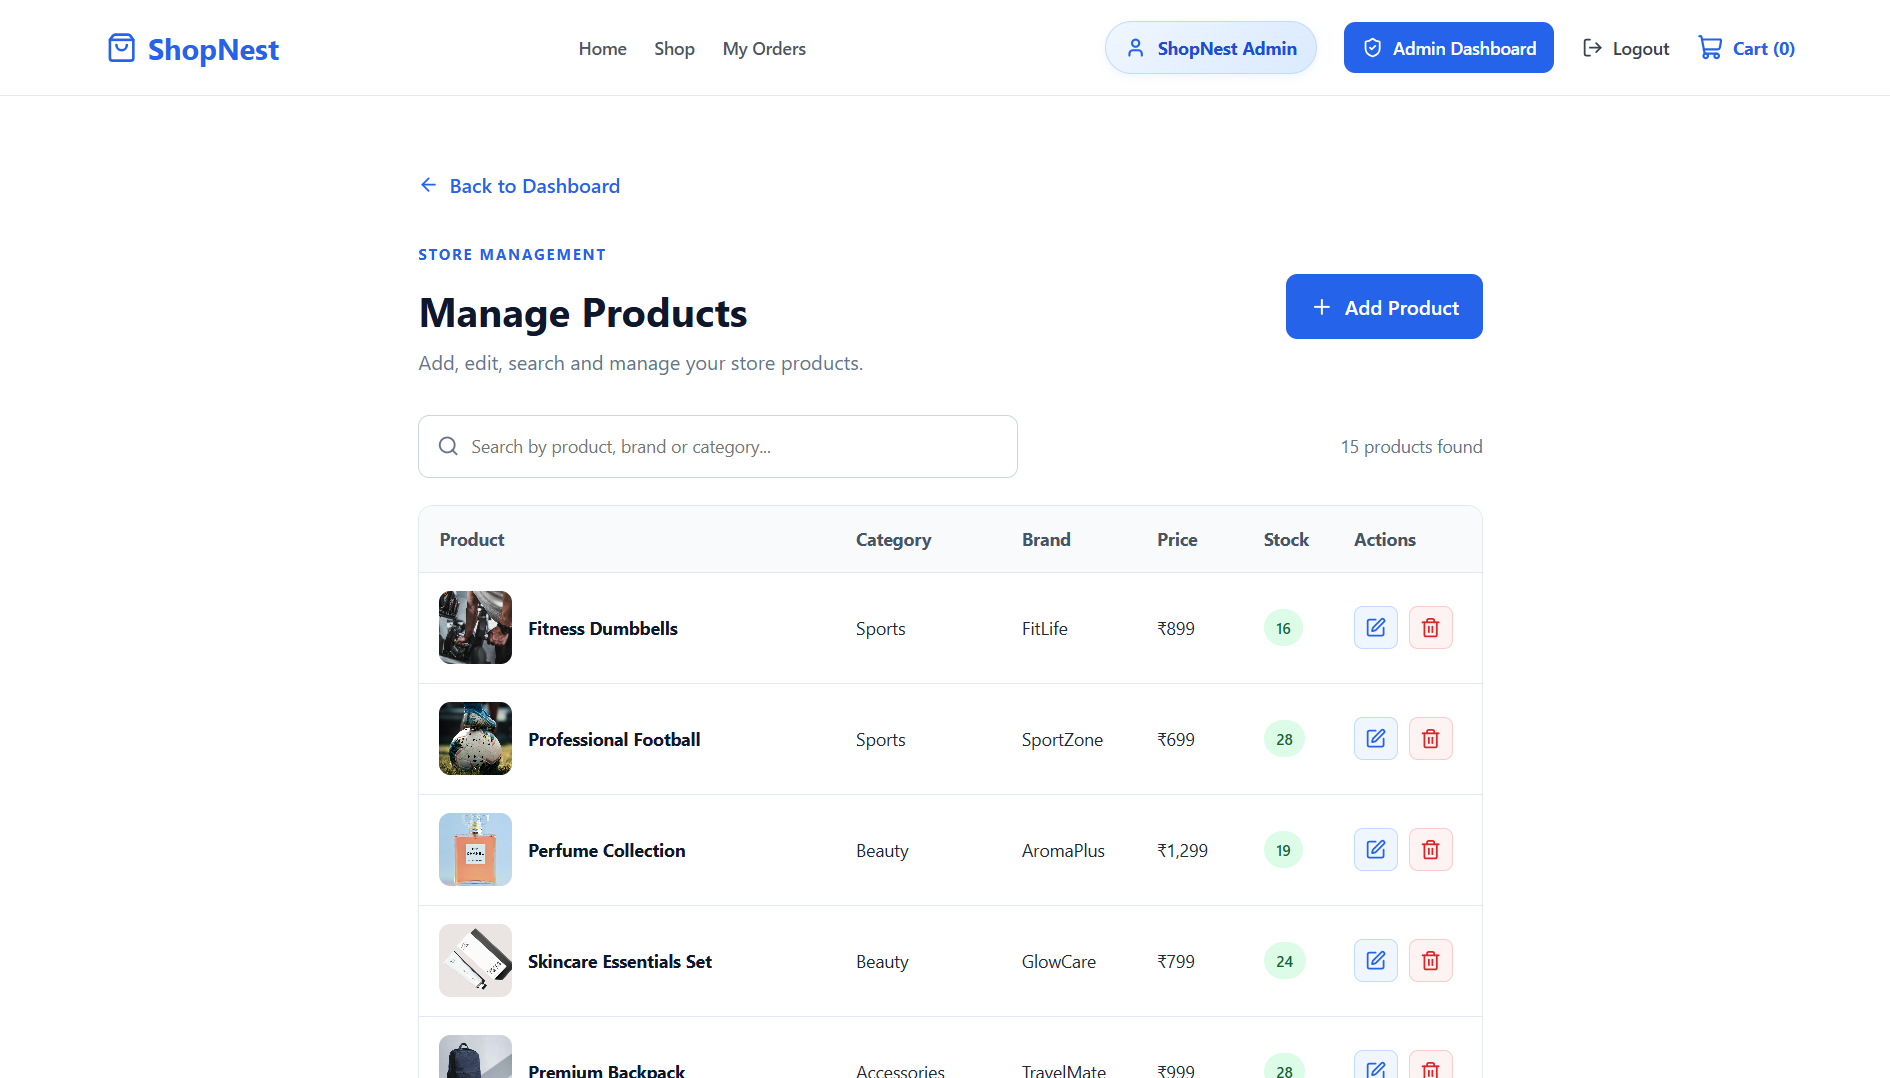 ShopNest
Home Shop My Orders
ShopNest Admin
Admin Dashboard
Logout
Cart (0)
Back to Dashboard
STORE MANAGEMENT
Manage Products
Add, edit, search and manage your store products.
Add Product
Search by product, brand or category...
15 products found
Product Category Brand Price Stock Actions
Fitness Dumbbells Sports FitLife ₹899 16
Professional Football Sports SportZone ₹699 28
CHANEL
Perfume Collection Beauty AromaPlus ₹1,299 19
Skincare Essentials Set Beauty GlowCare ₹799 24
Premium Backpack Accessories TravelMate ₹999 28